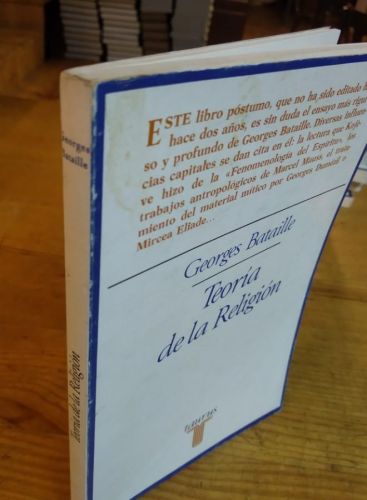 ESTE libro póstumo, que no ha sido editado h
hace dos años, es sin duda el ensayo más rigu
so y profundo de Georges Bataille. Diversas influen
cias capitales se dan cita en él: la lectura que Koje
ve hizo de la «Fenomenología del Espíritu», los
trabajos antropológicos de Marcel Mauss, el trata
miento del material mítico por Georges Dumézil o
Mircea Eliade...
Georges Bataille
Teoría
de la Religión
taurus
Georges
Bataille
Teoría de la Religión